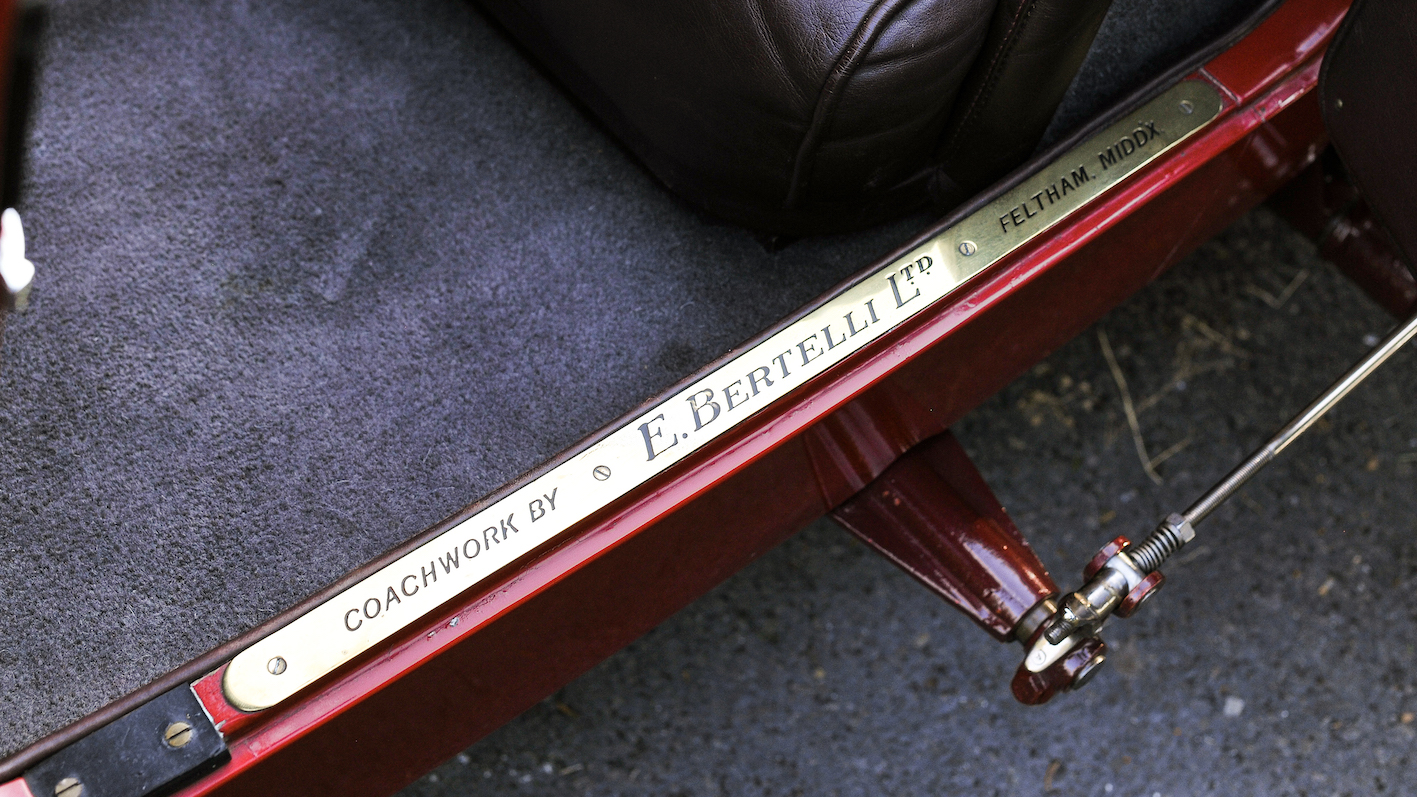 COACHWORK BY E. BERTELLI LTD FELTHAM, MIDDX